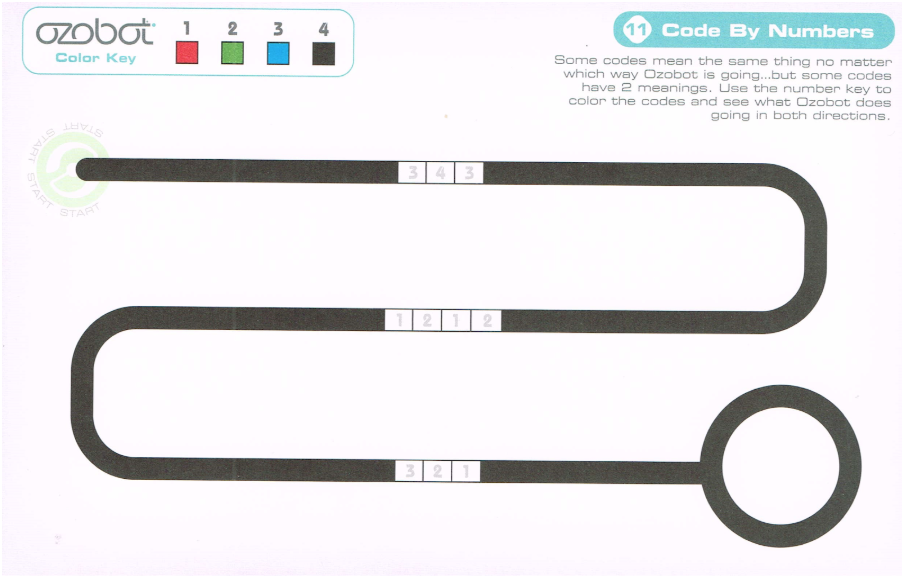 ozobot
Color Key
1 2 3 4
11 Code By Numbers
Some codes mean the same thing no matter
which way Ozobot is going...but some codes
have 2 meanings. Use the number key to
color the codes and see what Ozobot does
going in both directions.
START START START START
3 4 3
1 2 1 2
3 2 1